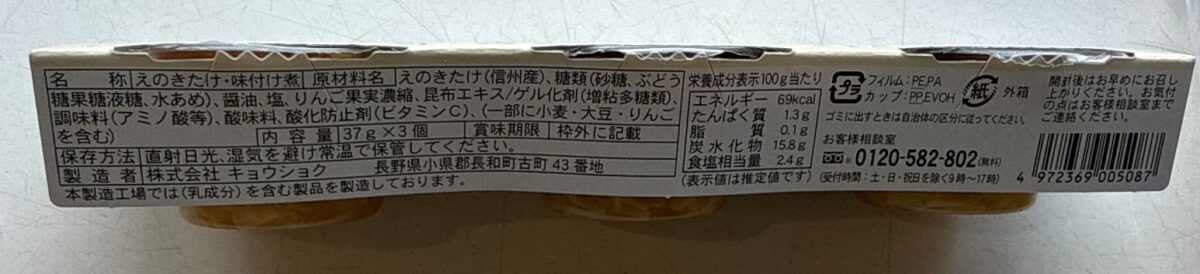 名　　称 えのきたけ・味付け煮 原材料名 えのきたけ(信州産)、糖類(砂糖、ぶどう
糖果糖液糖、水あめ)、醤油、塩、りんご果実濃縮、昆布エキス/ゲル化剤(増粘多糖類)、
調味料(アミノ酸等)、酸味料、酸化防止剤(ビタミンC)、(一部に小麦・大豆・りんご
を含む) 内 容 量 37g×3個 賞味期限 枠外に記載
保存方法 直射日光、湿気を避け常温で保管してください。
製 造 者 株式会社 キョウショク 長野県小県郡長和町古町 43 番地
本製造工場では(乳成分)を含む製品を製造しております。
栄養成分表示100g当たり
エネルギー 69kcal
たんぱく質 1.3g
脂　　質 0.1g
炭水化物 15.8g
食塩相当量 2.4g
(表示値は推定値です)
プラ
フィルム:PE,PA
カップ:PP,EVOH
紙 外箱
ゴミに出すときは自治体の区分に従ってください。
お客様相談室
0120-582-802(無料)
(受付時間:土・日・祝日を除く9時〜17時)
開封後はお早めにお召し
上がりください。お気付
の点はお客様相談室まで
ご連絡ください。
4 972369 005087